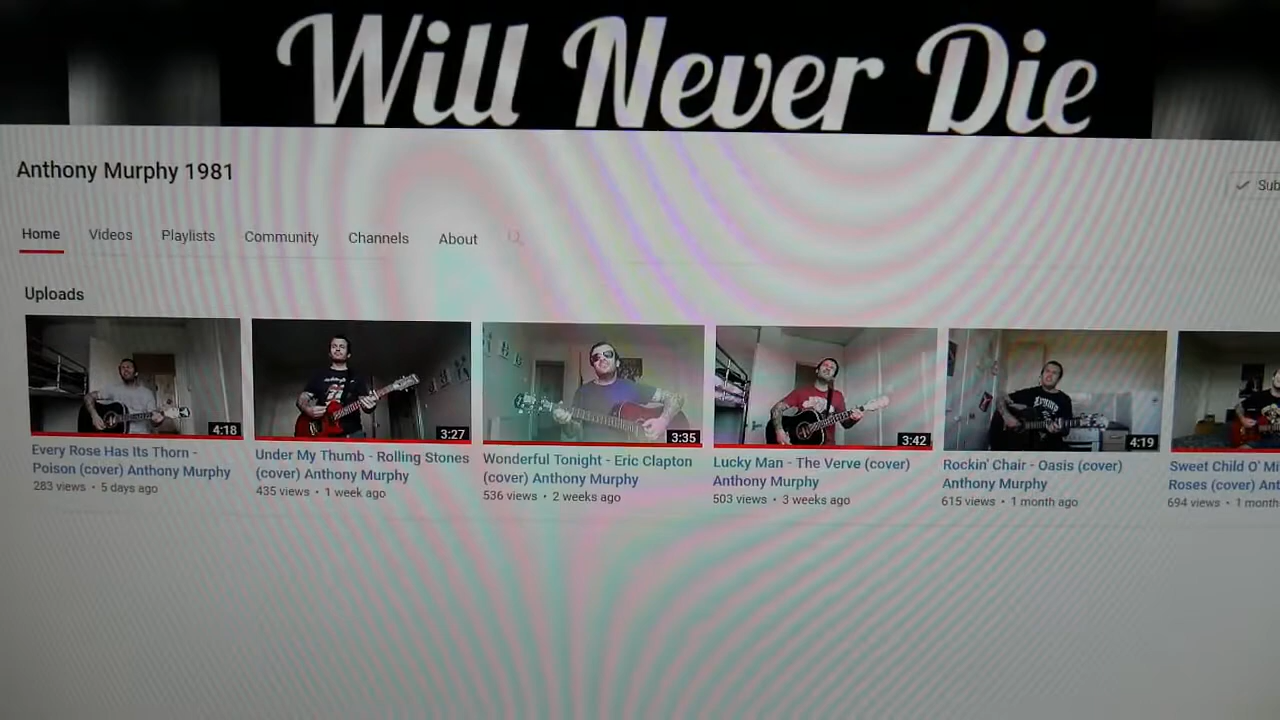 Will Never Die
Anthony Murphy 1981
Home Videos Playlists Community Channels About
Uploads
4:18
3:27
3:35
3:42
4:19
Every Rose Has Its Thorn -
Poison (cover) Anthony Murphy
283 views • 5 days ago
Under My Thumb - Rolling Stones
(cover) Anthony Murphy
435 views • 1 week ago
Wonderful Tonight - Eric Clapton
(cover) Anthony Murphy
536 views • 2 weeks ago
Lucky Man - The Verve (cover)
Anthony Murphy
503 views • 3 weeks ago
Rockin' Chair - Oasis (cover)
Anthony Murphy
615 views • 1 month ago
Sweet Child O' Mi
Roses (cover) Ant
694 views • 1 month
Sub